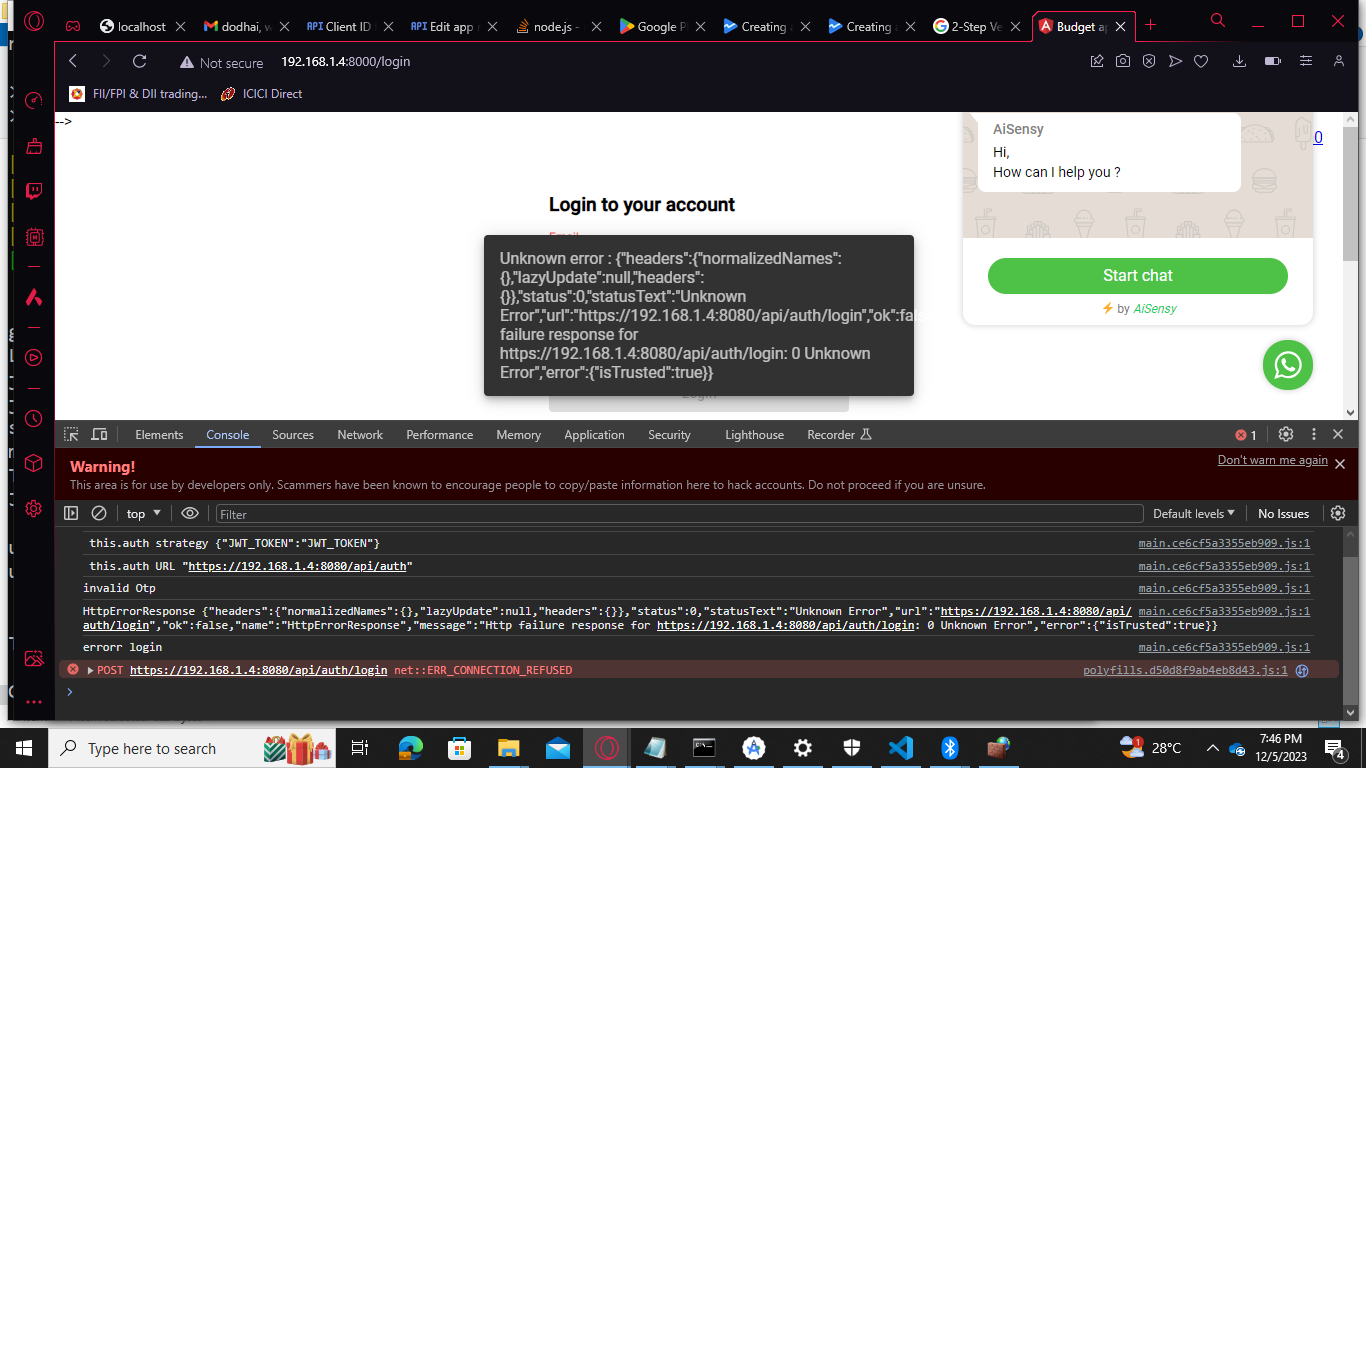 localhost
dodhai, w
API Client ID
API Edit app
node.js -
Google P
Creating
Creating
2-Step Ve
Budget ap
Not secure 192.168.1.4:8000/login
FII/FPI & DII trading... ICICI Direct
-->
AiSensy
Hi,
How can I help you ?
0
Start chat
⚡ by AiSensy
Login to your account
Unknown error : {"headers":{"normalizedNames":
{},"lazyUpdate":null,"headers":
{}},"status":0,"statusText":"Unknown
Error","url":"https://192.168.1.4:8080/api/auth/login","ok":fals
failure response for
https://192.168.1.4:8080/api/auth/login: 0 Unknown
Error","error":{"isTrusted":true}}
Login
Elements Console Sources Network Performance Memory Application Security Lighthouse Recorder 1
Warning!
Don't warn me again
This area is for use by developers only. Scammers have been known to encourage people to copy/paste information here to hack accounts. Do not proceed if you are unsure.
top Filter Default levels No Issues
this.auth strategy {"JWT_TOKEN":"JWT_TOKEN"} main.ce6cf5a3355eb909.js:1
this.auth URL "https://192.168.1.4:8080/api/auth" main.ce6cf5a3355eb909.js:1
invalid Otp main.ce6cf5a3355eb909.js:1
HttpErrorResponse {"headers":{"normalizedNames":{},"lazyUpdate":null,"headers":{}},"status":0,"statusText":"Unknown Error","url":"https://192.168.1.4:8080/api/ main.ce6cf5a3355eb909.js:1
auth/login","ok":false,"name":"HttpErrorResponse","message":"Http failure response for https://192.168.1.4:8080/api/auth/login: 0 Unknown Error","error":{"isTrusted":true}}
errorr login main.ce6cf5a3355eb909.js:1
POST https://192.168.1.4:8080/api/auth/login net::ERR_CONNECTION_REFUSED polyfills.d50d8f9ab4eb8d43.js:1
Type here to search
1
28°C
7:46 PM
12/5/2023
4